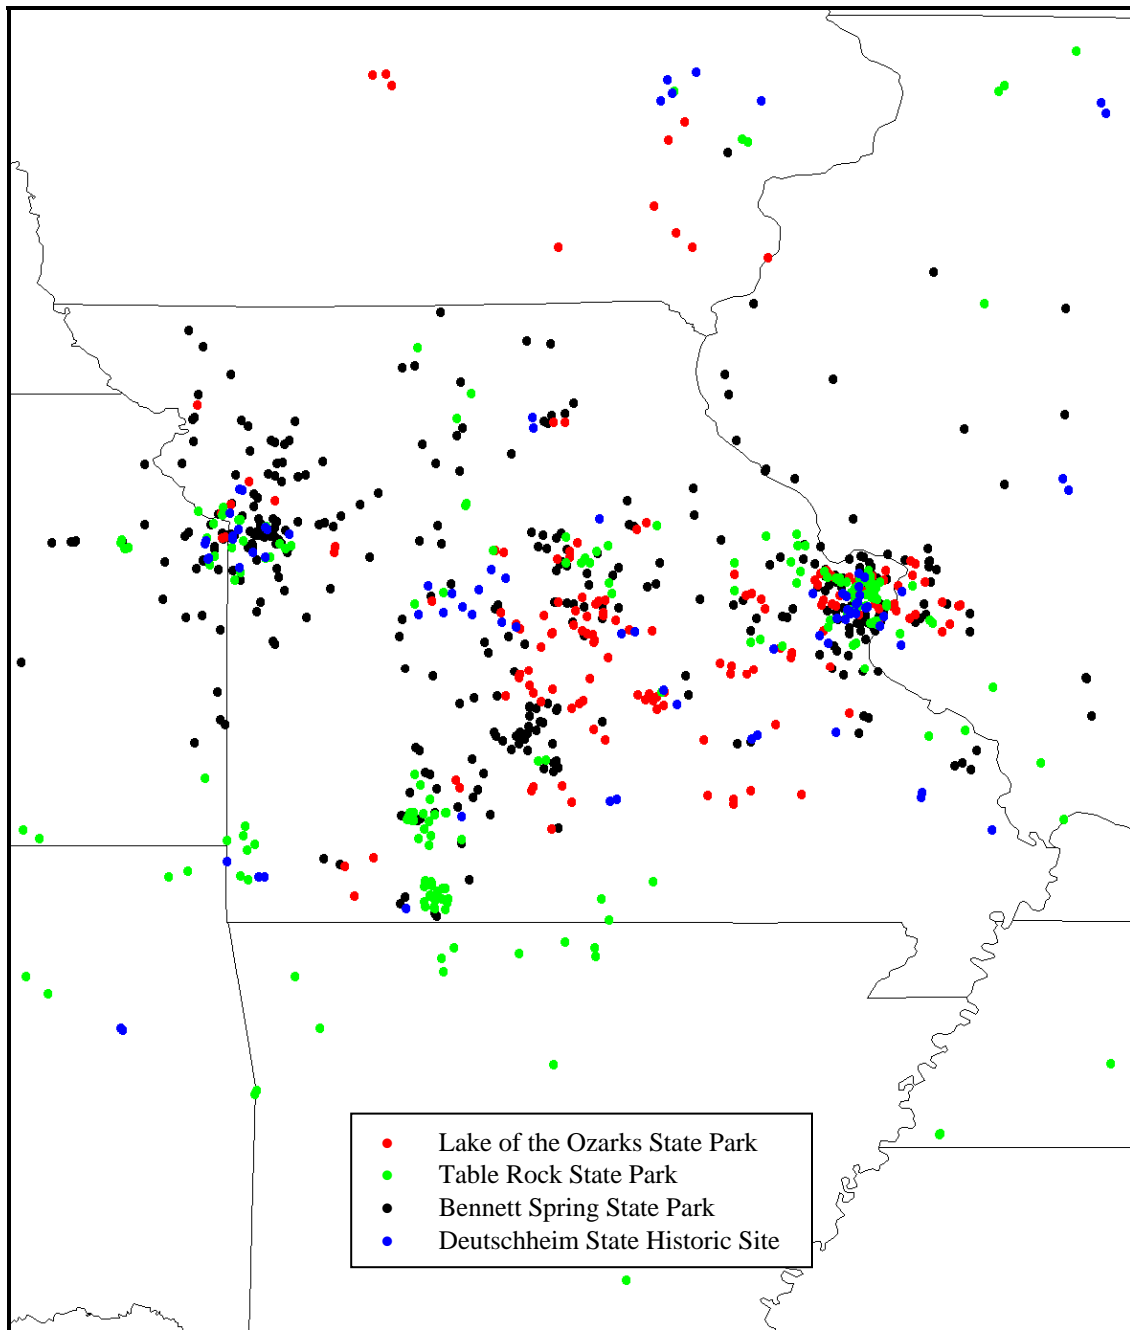 Lake of the Ozarks State Park
Table Rock State Park
Bennett Spring State Park
Deutschheim State Historic Site